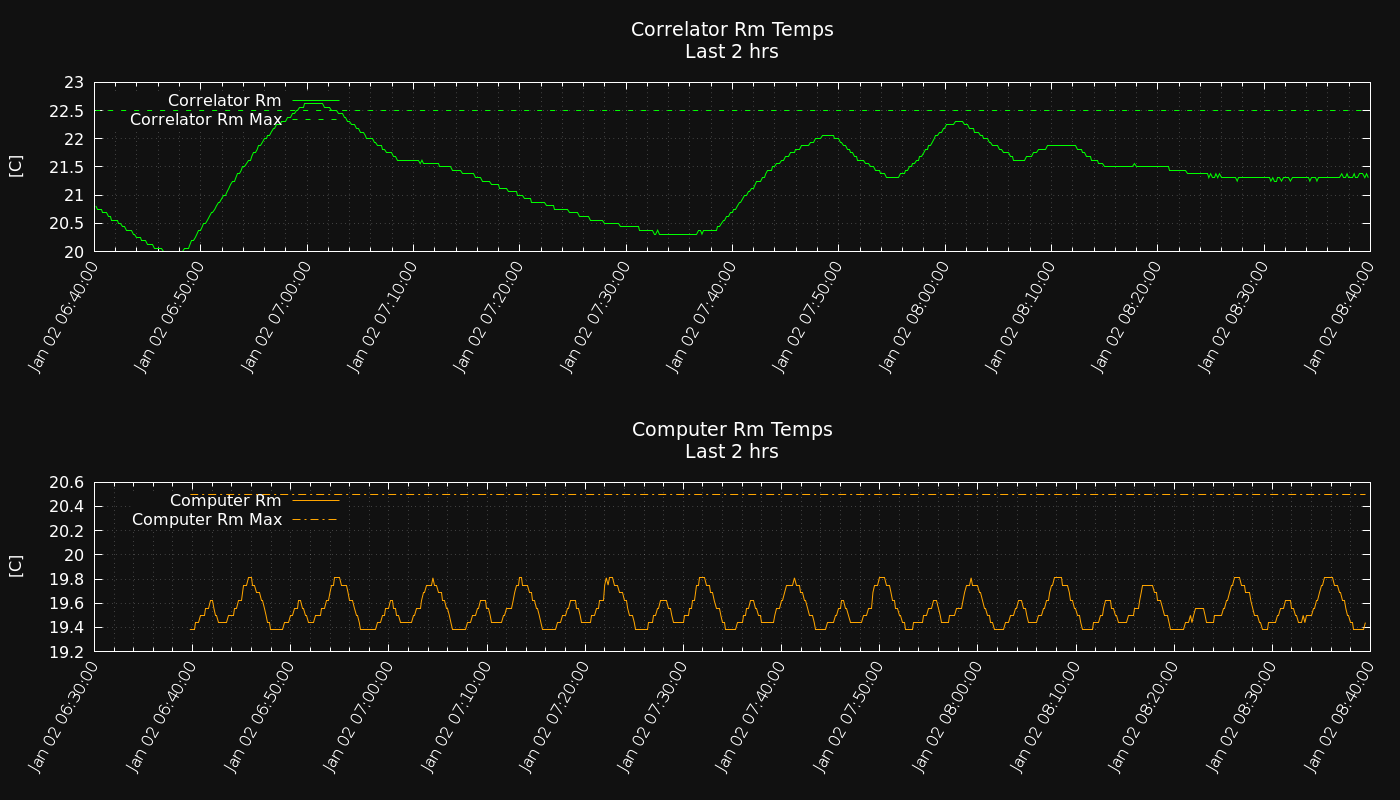 Correlator Rm Temps
Last 2 hrs
[C]
23
22.5
22
21.5
21
20.5
20
Correlator Rm
Correlator Rm Max
Jan 02 06:40:00
Jan 02 06:50:00
Jan 02 07:00:00
Jan 02 07:10:00
Jan 02 07:20:00
Jan 02 07:30:00
Jan 02 07:40:00
Jan 02 07:50:00
Jan 02 08:00:00
Jan 02 08:10:00
Jan 02 08:20:00
Jan 02 08:30:00
Jan 02 08:40:00
Computer Rm Temps
Last 2 hrs
[C]
20.6
20.4
20.2
20
19.8
19.6
19.4
19.2
Computer Rm
Computer Rm Max
Jan 02 06:30:00
Jan 02 06:40:00
Jan 02 06:50:00
Jan 02 07:00:00
Jan 02 07:10:00
Jan 02 07:20:00
Jan 02 07:30:00
Jan 02 07:40:00
Jan 02 07:50:00
Jan 02 08:00:00
Jan 02 08:10:00
Jan 02 08:20:00
Jan 02 08:30:00
Jan 02 08:40:00